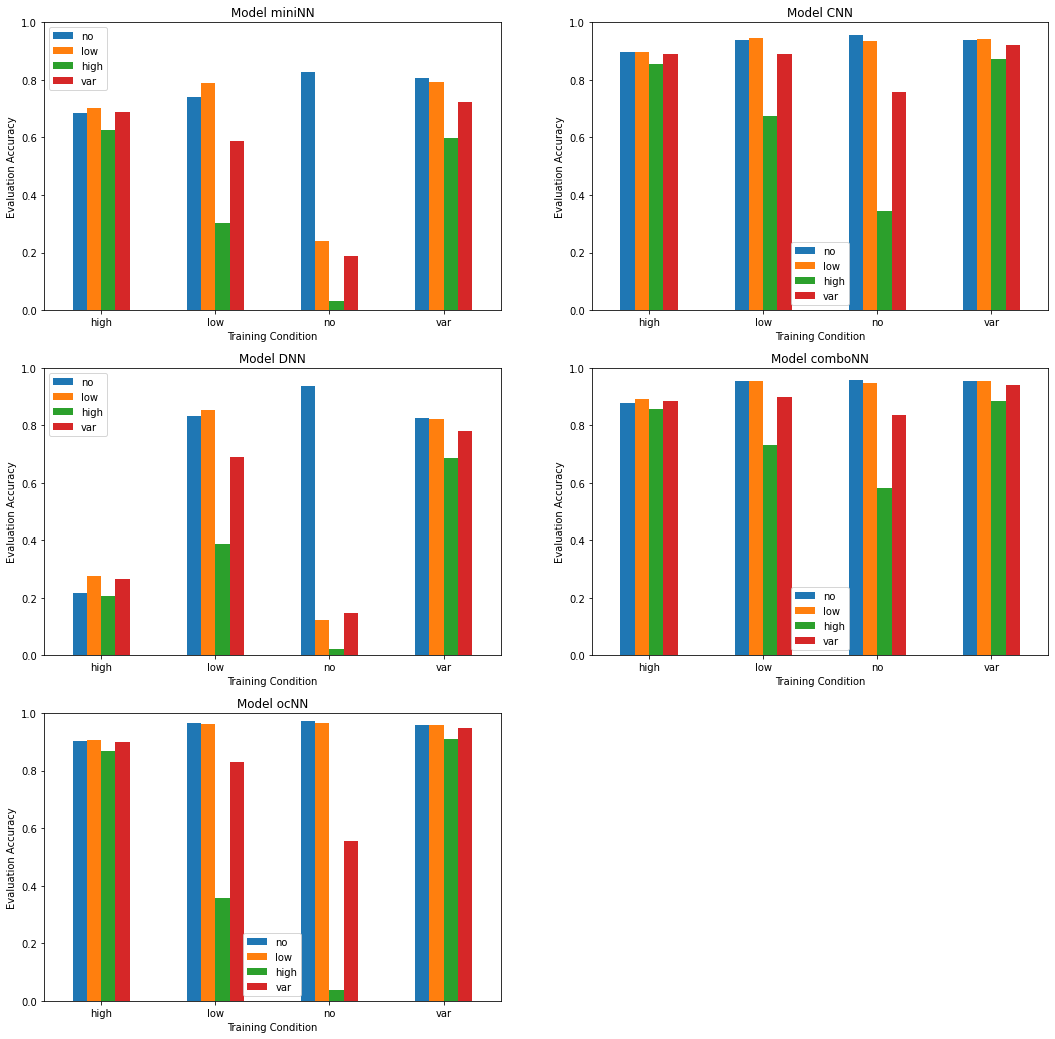 Model miniNN
1.0
0.8
0.6
0.4
0.2
0.0
Evaluation Accuracy
no
low
high
var
high low no var
Training Condition
Model CNN
1.0
0.8
0.6
0.4
0.2
0.0
Evaluation Accuracy
no
low
high
var
high low no var
Training Condition
Model DNN
1.0
0.8
0.6
0.4
0.2
0.0
Evaluation Accuracy
no
low
high
var
high low no var
Training Condition
Model comboNN
1.0
0.8
0.6
0.4
0.2
0.0
Evaluation Accuracy
no
low
high
var
high low no var
Training Condition
Model ocNN
1.0
0.8
0.6
0.4
0.2
0.0
Evaluation Accuracy
no
low
high
var
high low no var
Training Condition